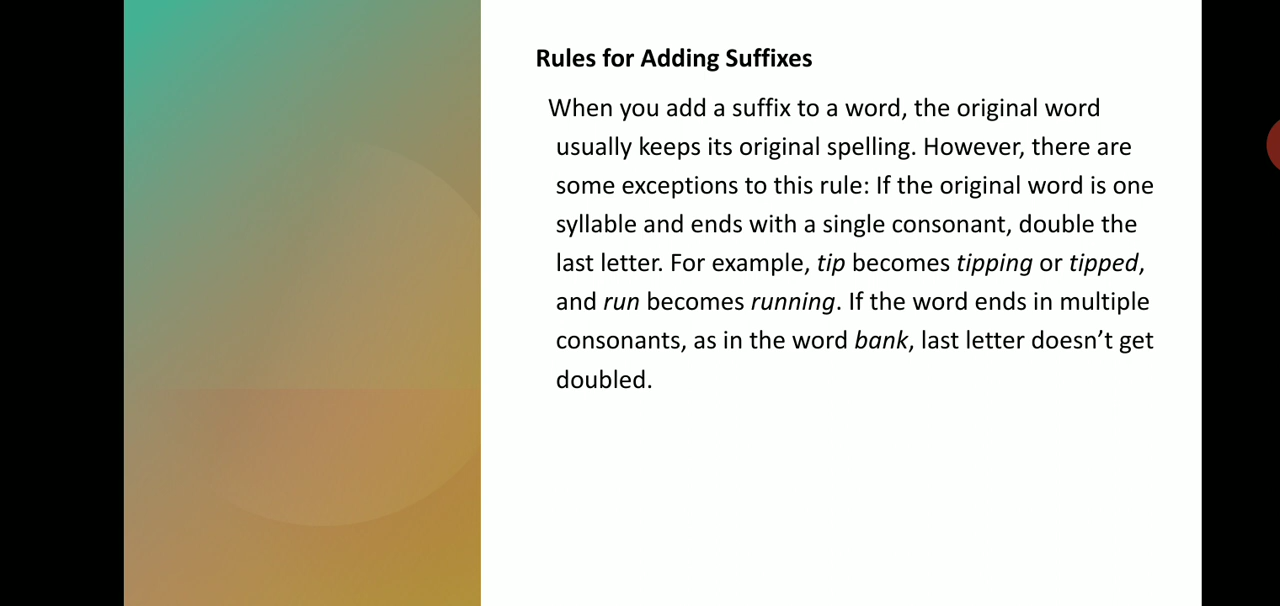 Rules for Adding Suffixes
When you add a suffix to a word, the original word
usually keeps its original spelling. However, there are
some exceptions to this rule: If the original word is one
syllable and ends with a single consonant, double the
last letter. For example, tip becomes tipping or tipped,
and run becomes running. If the word ends in multiple
consonants, as in the word bank, last letter doesn’t get
doubled.